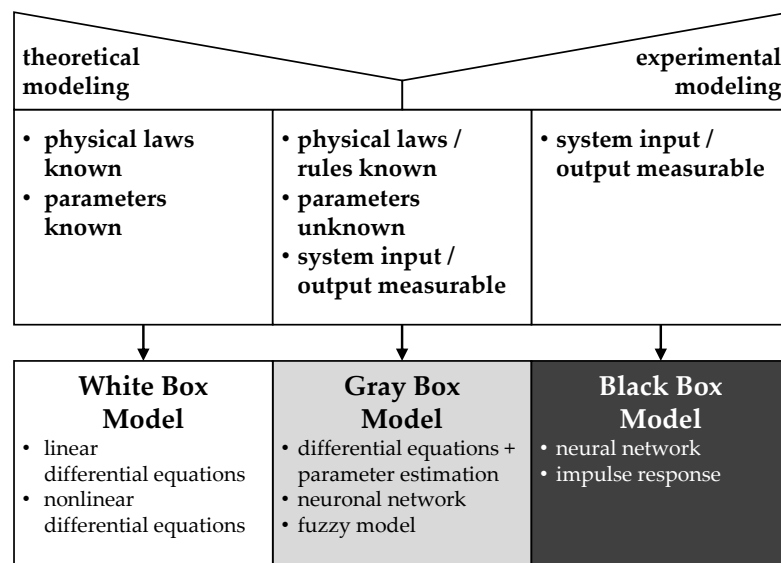 theoretical
modeling
experimental
modeling
• physical laws
known
• parameters
known
• physical laws /
rules known
• parameters
unknown
• system input /
output measurable
• system input /
output measurable
White Box
Model
• linear
differential equations
• nonlinear
differential equations
Gray Box
Model
• differential equations +
parameter estimation
• neuronal network
• fuzzy model
Black Box
Model
• neural network
• impulse response